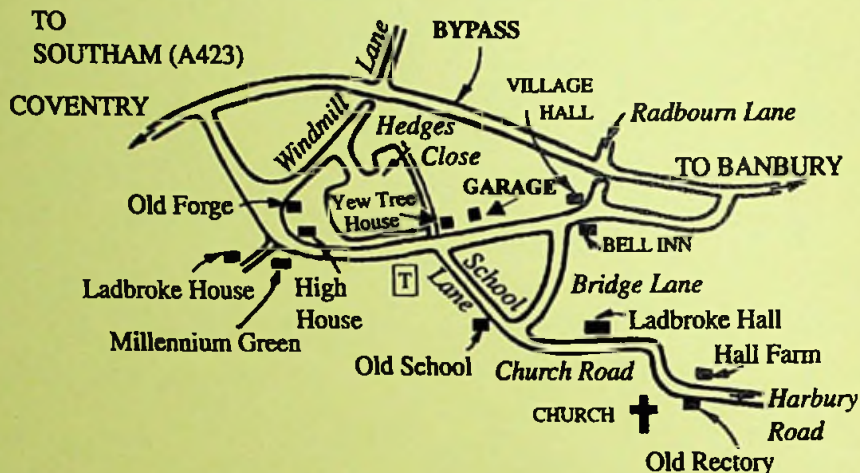 TO
SOUTHAM (A423)
COVENTRY
Lane
BYPASS
VILLAGE
HALL
Radbourn Lane
Windmill
Hedges
Close
TO BANBURY
GARAGE
Old Forge
Yew Tree
House
BELL INN
School
Lane
T
Bridge Lane
Ladbroke House
High
House
Millennium Green
Ladbroke Hall
Old School
Church Road
Hall Farm
CHURCH
Harbury
Road
Old Rectory